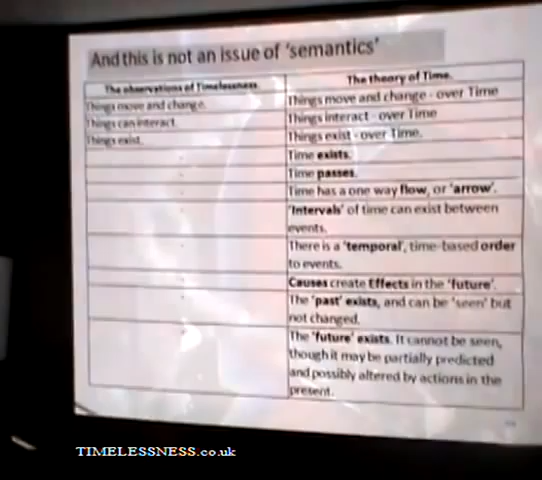 And this is not an issue of 'semantics'
The observations of Timelessness.
The theory of Time.
Things move and change.
Things move and change - over Time
Things can interact.
Things interact - over Time
Things exist.
Things exist - over Time.
Time exists.
Time passes.
Time has a one way flow, or 'arrow'.
'Intervals' of time can exist between
events.
There is a 'temporal', time-based order
to events.
Causes create Effects in the 'future'.
The 'past' exists, and can be 'seen' but
not changed.
The 'future' exists. It cannot be seen,
though it may be partially predicted
and possibly altered by actions in the
present.
TIMELESSNESS.co.uk